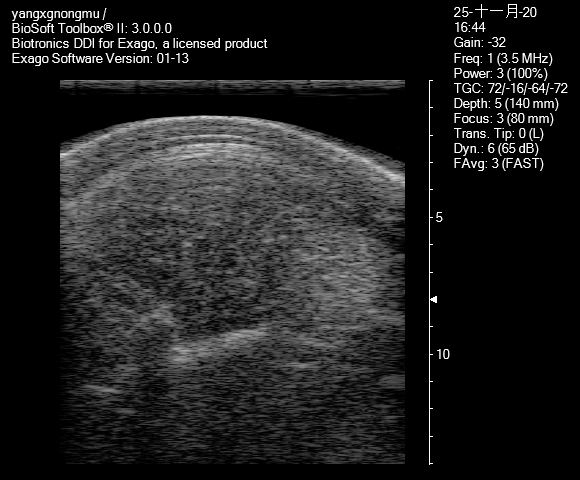 yangxgnongmu /
BioSoft Toolbox® II: 3.0.0.0
Biotronics DDI for Exago, a licensed product
Exago Software Version: 01-13
25-十一月-20
16:44
Gain: -32
Freq: 1 (3.5 MHz)
Power: 3 (100%)
TGC: 72/-16/-64/-72
Depth: 5 (140 mm)
Focus: 3 (80 mm)
Trans. Tip: 0 (L)
Dyn.: 6 (65 dB)
FAvg: 3 (FAST)
5
10